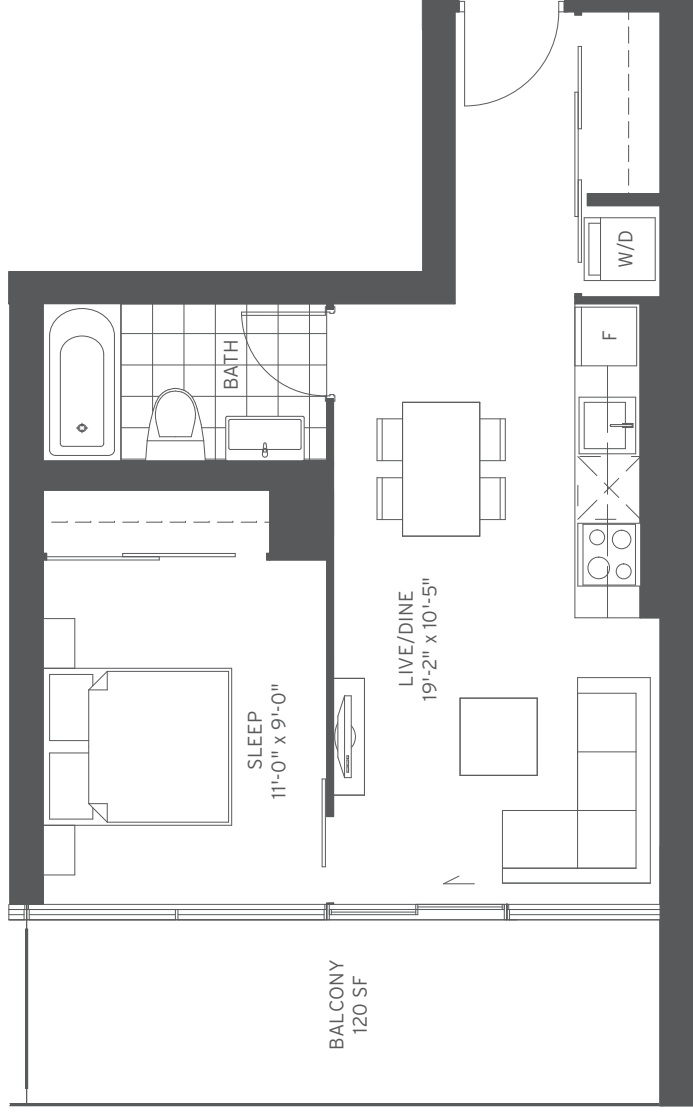 W/D
F
BATH
LIVE/DINE
19'-2" x 10'-5"
SLEEP
11'-0" x 9'-0"
BALCONY
120 SF